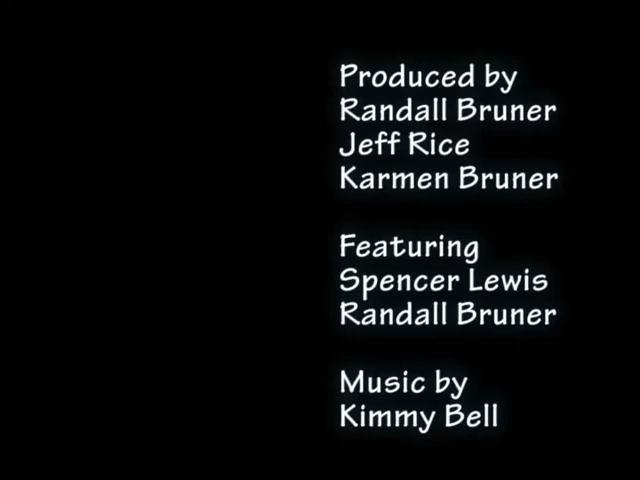 Produced by
Randall Bruner
Jeff Rice
Karmen Bruner
Featuring
Spencer Lewis
Randall Bruner
Music by
Kimmy Bell